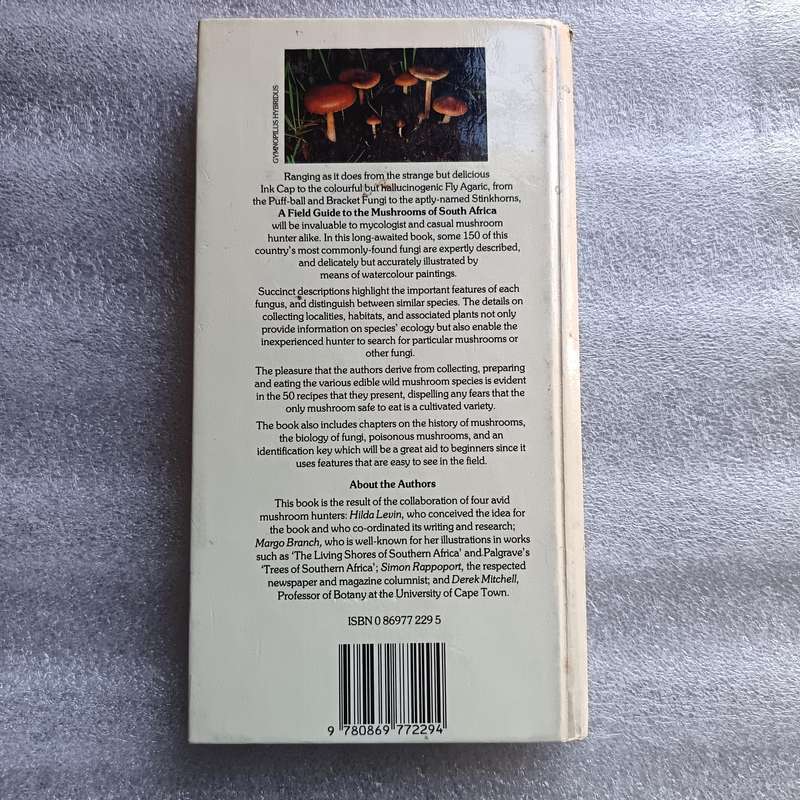 GYMNOPILUS HYBRIDUS
Ranging as it does from the strange but delicious
Ink Cap to the colourful but hallucinogenic Fly Agaric, from
the Puff-ball and Bracket Fungi to the aptly-named Stinkhorns,
A Field Guide to the Mushrooms of South Africa
will be invaluable to mycologist and casual mushroom
hunter alike. In this long-awaited book, some 150 of this
country's most commonly-found fungi are expertly described,
and delicately but accurately illustrated by
means of watercolour paintings.
Succinct descriptions highlight the important features of each
fungus, and distinguish between similar species. The details on
collecting localities, habitats, and associated plants not only
provide information on species' ecology but also enable the
inexperienced hunter to search for particular mushrooms or
other fungi.
The pleasure that the authors derive from collecting, preparing
and eating the various edible wild mushroom species is evident
in the 50 recipes that they present, dispelling any fears that the
only mushroom safe to eat is a cultivated variety.
The book also includes chapters on the history of mushrooms,
the biology of fungi, poisonous mushrooms, and an
identification key which will be a great aid to beginners since it
uses features that are easy to see in the field.
About the Authors
This book is the result of the collaboration of four avid
mushroom hunters: Hilda Levin, who conceived the idea for
the book and who co-ordinated its writing and research;
Margo Branch, who is well-known for her illustrations in works
such as 'The Living Shores of Southern Africa' and Palgrave's
'Trees of Southern Africa'; Simon Rappoport, the respected
newspaper and magazine columnist; and Derek Mitchell,
Professor of Botany at the University of Cape Town.
ISBN 0 86977 229 5
9 780869 772294